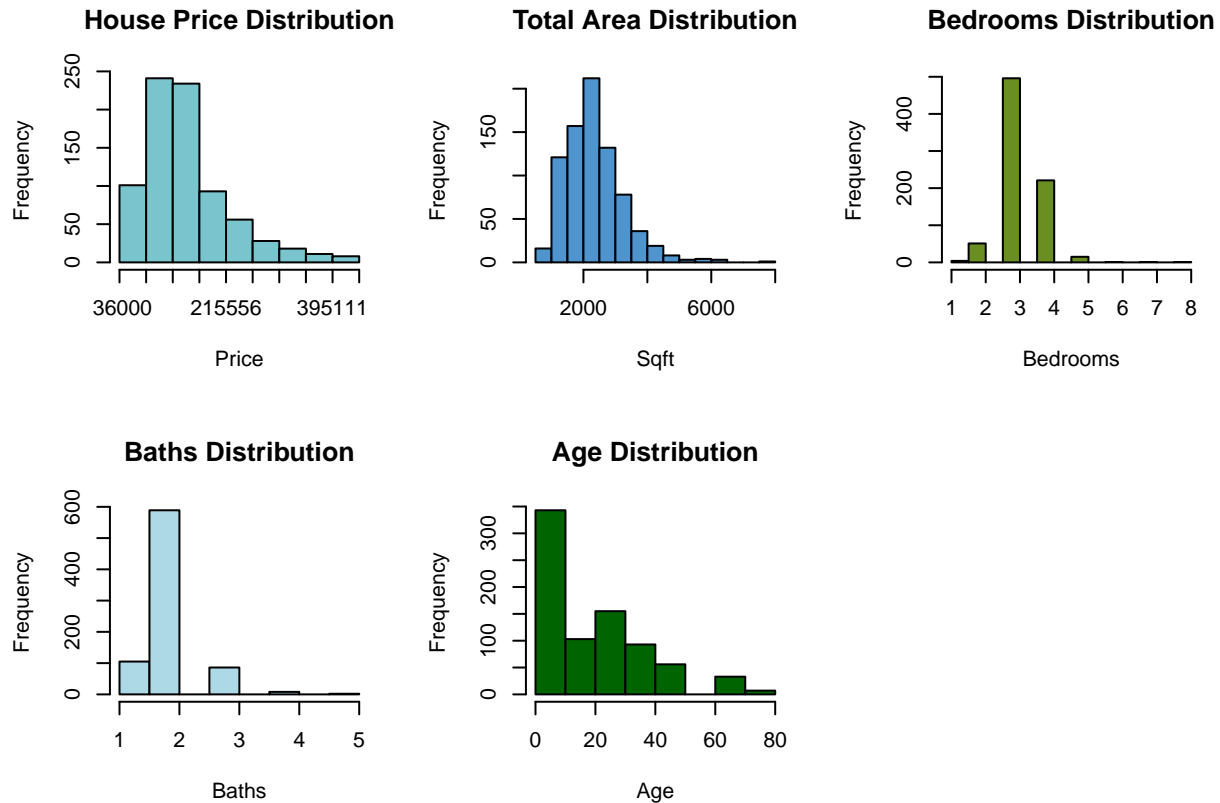 House Price Distribution
Frequency
0
50
150
250
36000 215556 395111
Price
Total Area Distribution
Frequency
0
50
150
2000 6000
Sqft
Bedrooms Distribution
Frequency
0
200
400
1 2 3 4 5 6 7 8
Bedrooms
Baths Distribution
Frequency
0
200
400
600
1 2 3 4 5
Baths
Age Distribution
Frequency
0
100
200
300
0 20 40 60 80
Age